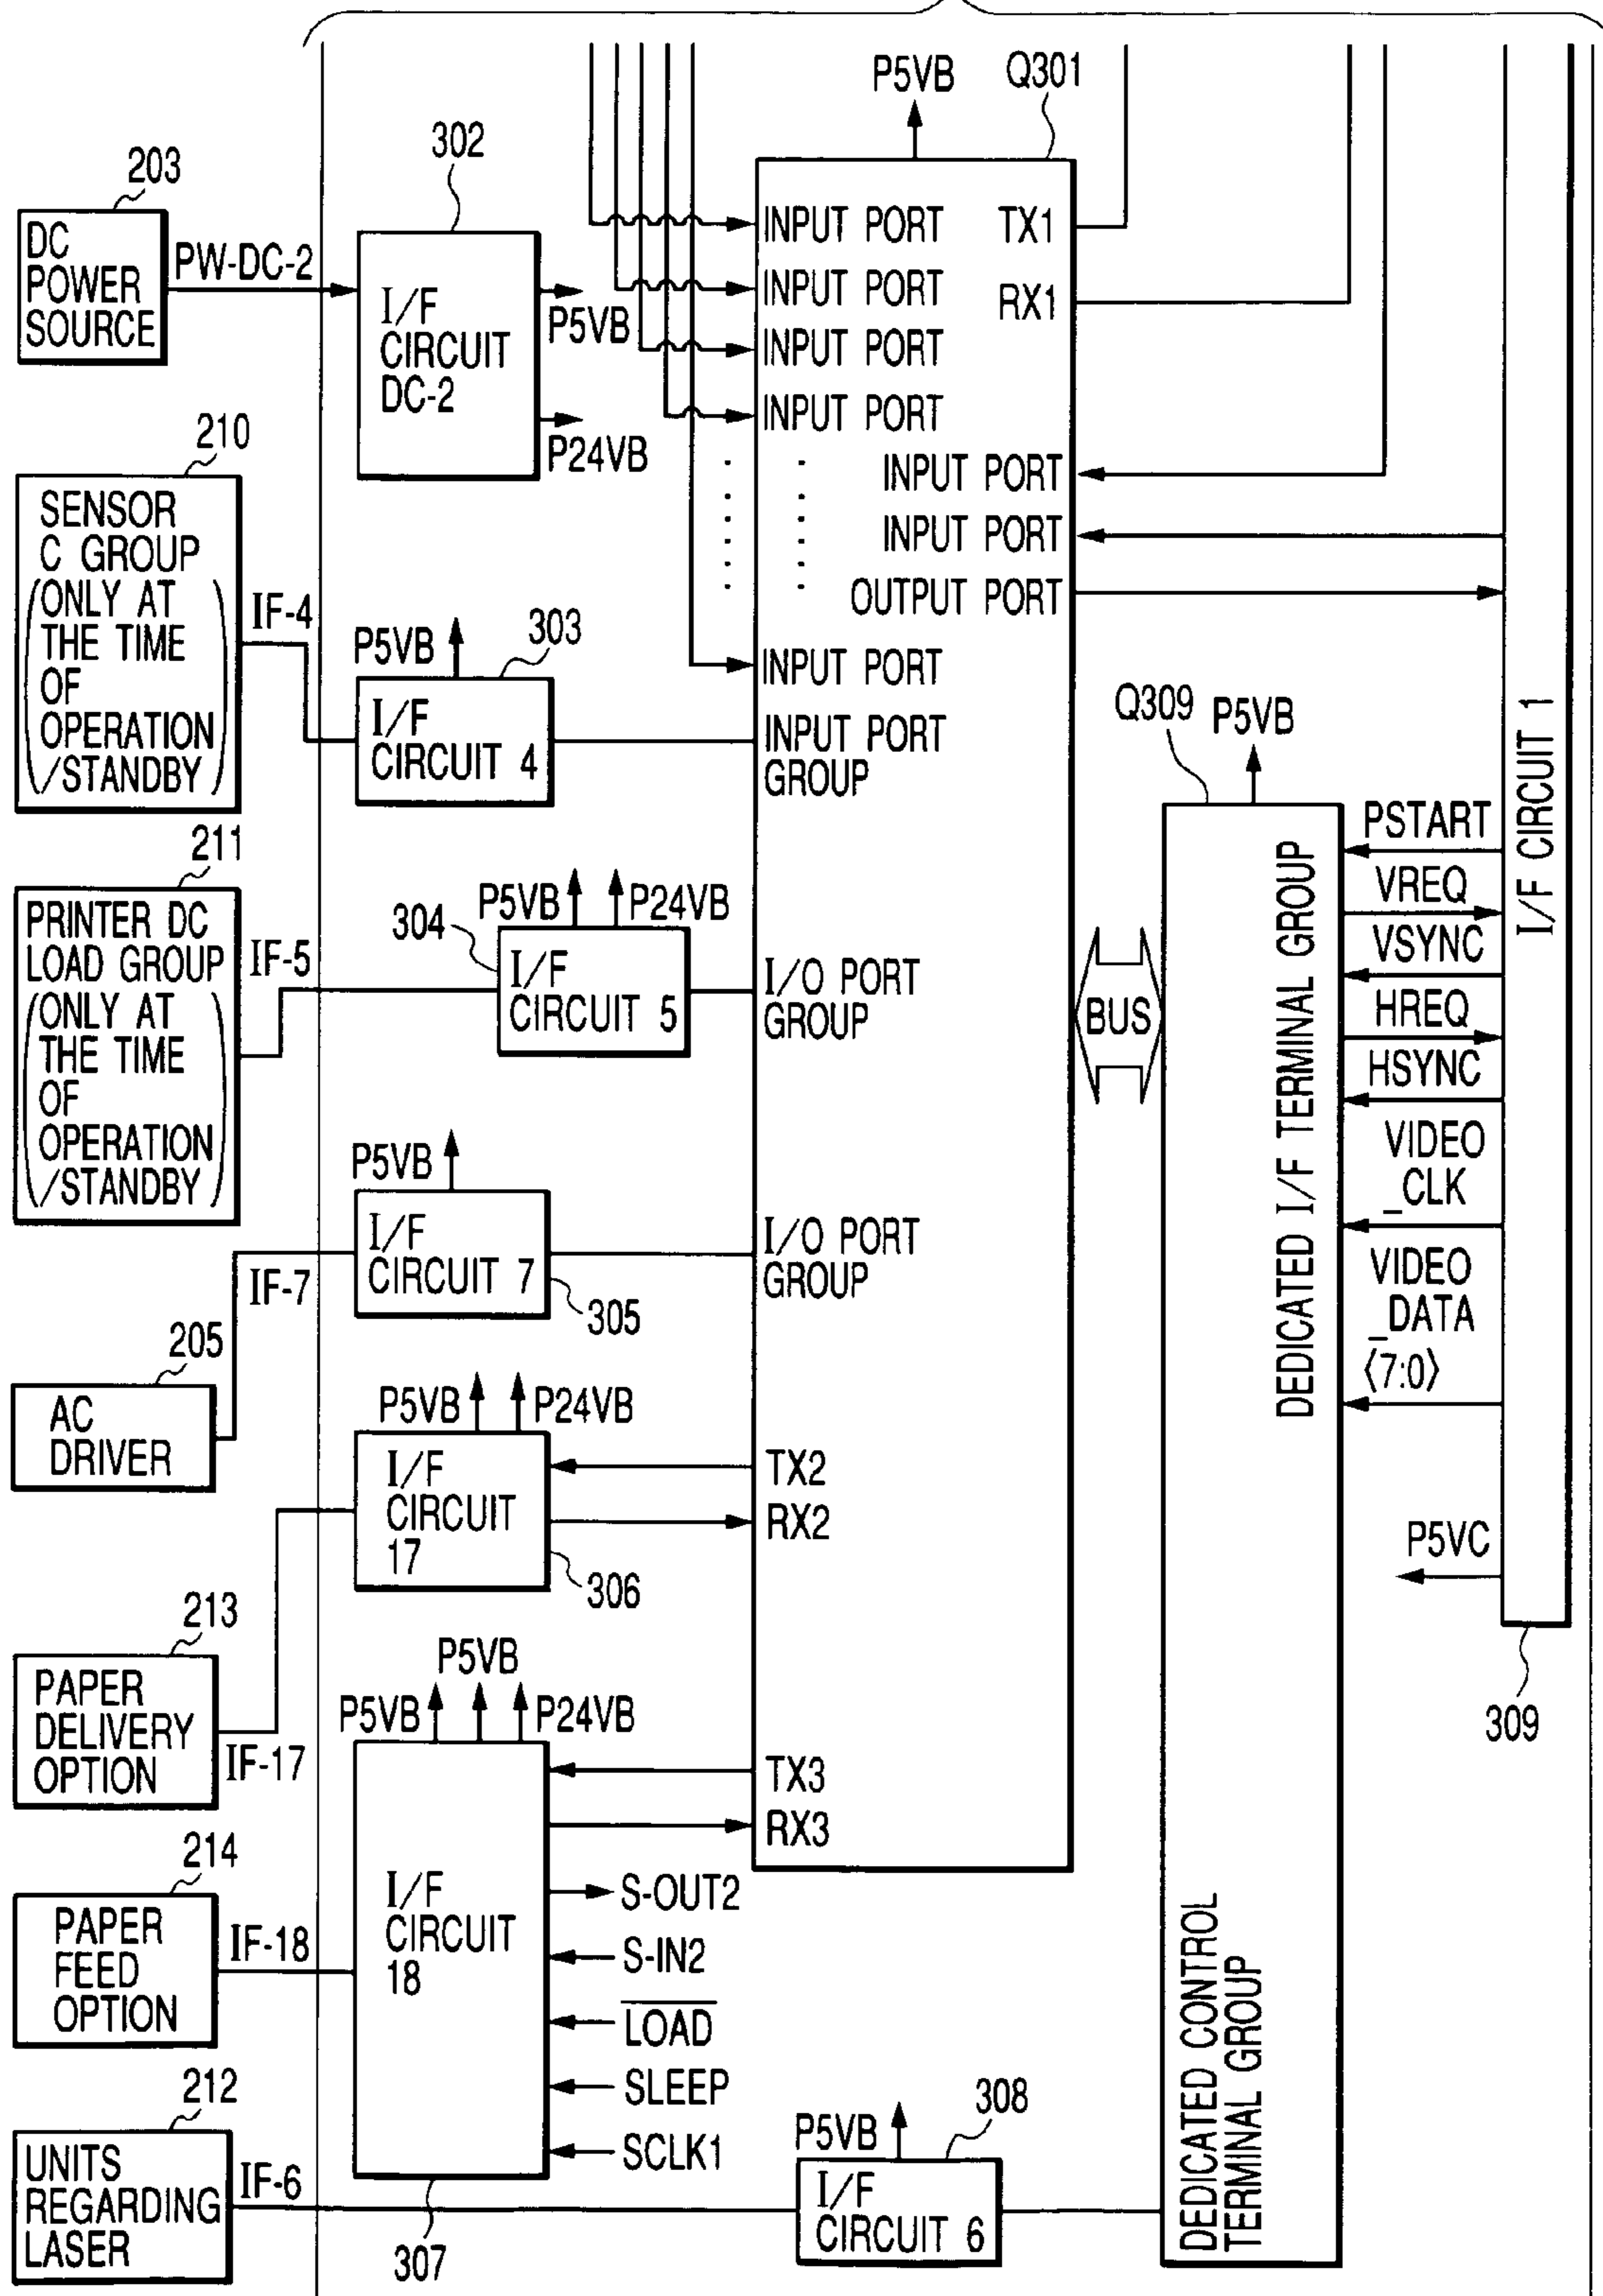 P5VB
Q301
302
203
DC
POWER
SOURCE
PW-DC-2
I/F
CIRCUIT
DC-2
P5VB
P24VB
INPUT PORT
TX1
INPUT PORT
RX1
INPUT PORT
INPUT PORT
INPUT PORT
INPUT PORT
OUTPUT PORT
INPUT PORT
210
SENSOR
C GROUP
(ONLY AT
THE TIME
OF
OPERATION
/STANDBY)
IF-4
P5VB
303
I/F
CIRCUIT 4
INPUT PORT
GROUP
Q309
P5VB
I/F CIRCUIT 1
211
PRINTER DC
LOAD GROUP
(ONLY AT
THE TIME
OF
OPERATION
/STANDBY)
IF-5
304
P5VB
P24VB
I/F
CIRCUIT 5
I/O PORT
GROUP
BUS
DEDICATED I/F TERMINAL GROUP
PSTART
VREQ
VSYNC
HREQ
HSYNC
VIDEO
_CLK
VIDEO
_DATA
⟨7:0⟩
P5VC
309
P5VB
I/F
CIRCUIT 7
305
IF-7
I/O PORT
GROUP
205
AC
DRIVER
P5VB
P24VB
I/F
CIRCUIT
17
306
TX2
RX2
213
PAPER
DELIVERY
OPTION
IF-17
P5VB
P5VB
P24VB
TX3
RX3
214
PAPER
FEED
OPTION
IF-18
I/F
CIRCUIT
18
S-OUT2
S-IN2
L̅O̅A̅D̅
SLEEP
SCLK1
307
212
UNITS
REGARDING
LASER
IF-6
P5VB
308
I/F
CIRCUIT 6
DEDICATED CONTROL
TERMINAL GROUP